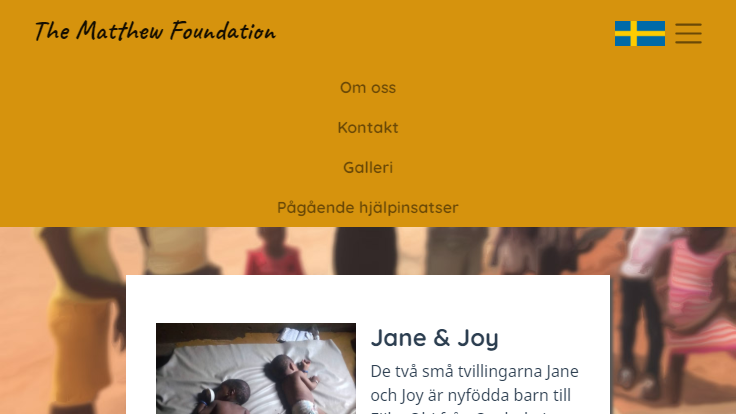 The Matthew Foundation
Om oss
Kontakt
Galleri
Pågående hjälpinsatser
Jane & Joy
De två små tvillingarna Jane
och Joy är nyfödda barn till